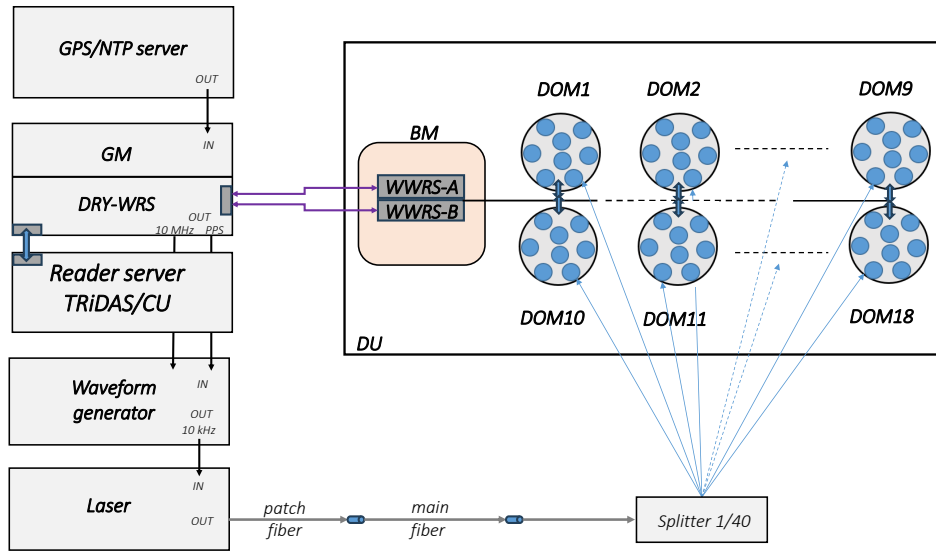 GPS/NTP server
OUT
IN
GM
DRY-WRS
OUT
10 MHz PPS
Reader server
TRiDAS/CU
Waveform
generator
IN
OUT
10 kHz
IN
Laser
OUT
patch
fiber
main
fiber
Splitter 1/40
BM
WWRS-A
WWRS-B
DU
DOM1
DOM2
DOM9
DOM10
DOM11
DOM18